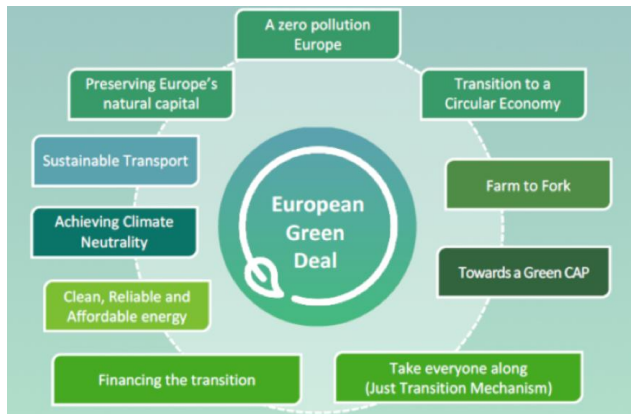 A zero pollution
Europe
Preserving Europe's
natural capital
Transition to a
Circular Economy
Sustainable Transport
Farm to Fork
European
Green
Deal
Achieving Climate
Neutrality
Towards a Green CAP
Clean, Reliable and
Affordable energy
Financing the transition
Take everyone along
(Just Transition Mechanism)